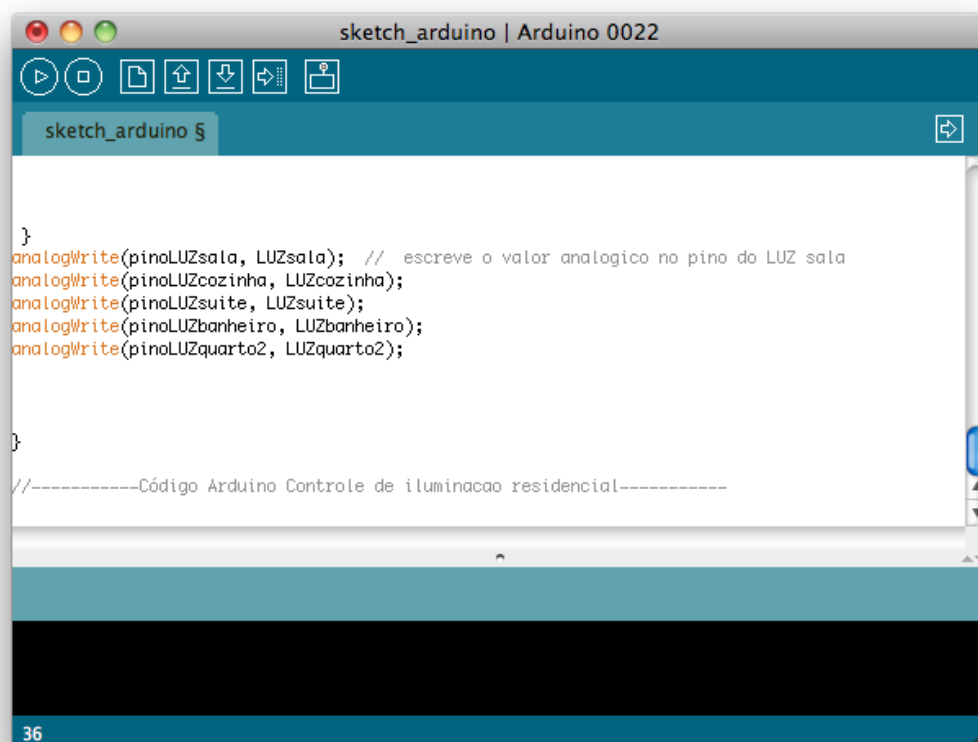 sketch_arduino | Arduino 0022
sketch_arduino §
}
analogWrite(pinoLUZsala, LUZsala);  //  escreve o valor analogico no pino do LUZ sala
analogWrite(pinoLUZcozinha, LUZcozinha);
analogWrite(pinoLUZsuite, LUZsuite);
analogWrite(pinoLUZbanheiro, LUZbanheiro);
analogWrite(pinoLUZquarto2, LUZquarto2);
}
//-----------Código Arduino Controle de iluminacao residencial-----------
36